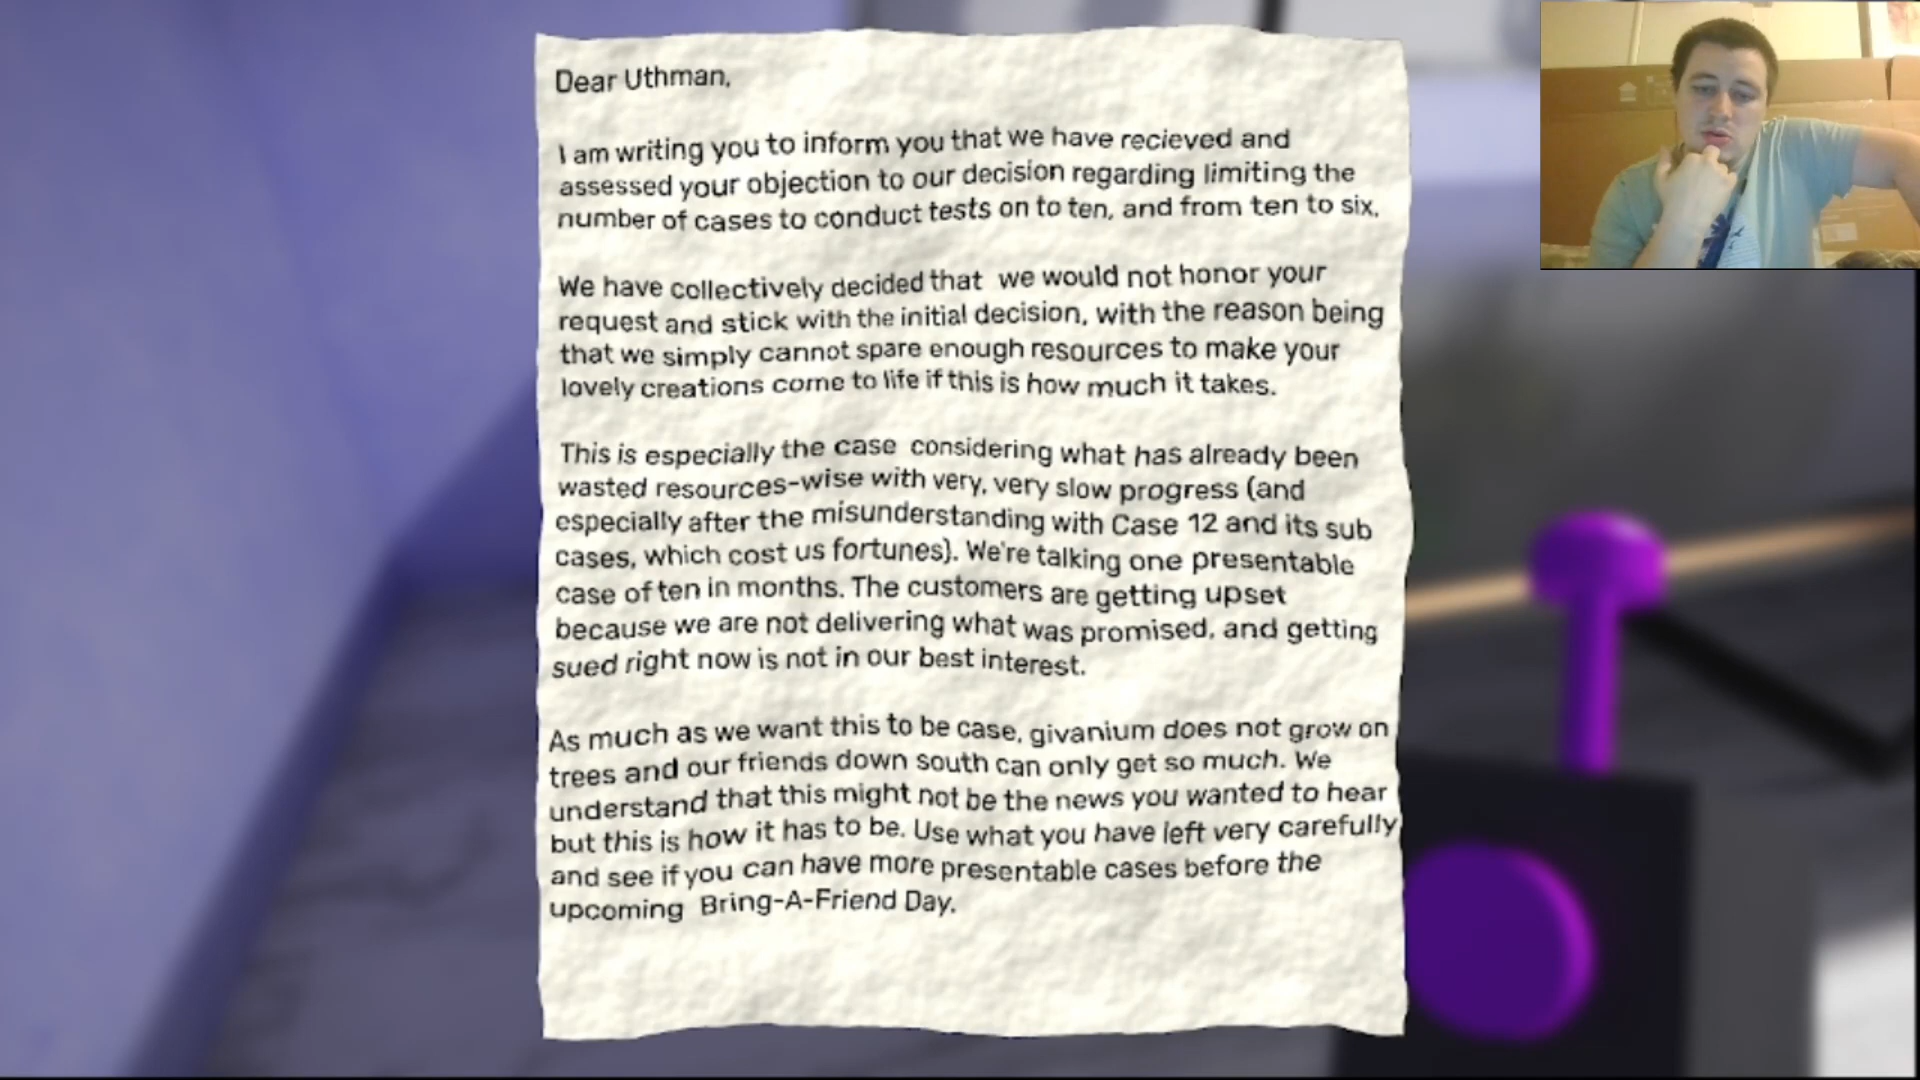 Dear Uthman,
I am writing you to inform you that we have recieved and
assessed your objection to our decision regarding limiting the
number of cases to conduct tests on to ten, and from ten to six.
We have collectively decided that we would not honor your
request and stick with the initial decision, with the reason being
that we simply cannot spare enough resources to make your
lovely creations come to life if this is how much it takes.
This is especially the case considering what has already been
wasted resources-wise with very, very slow progress (and
especially after the misunderstanding with Case 12 and its sub
cases, which cost us fortunes). We're talking one presentable
case of ten in months. The customers are getting upset
because we are not delivering what was promised, and getting
sued right now is not in our best interest.
As much as we want this to be case, givanium does not grow on
trees and our friends down south can only get so much. We
understand that this might not be the news you wanted to hear
but this is how it has to be. Use what you have left very carefully
and see if you can have more presentable cases before the
upcoming Bring-A-Friend Day.